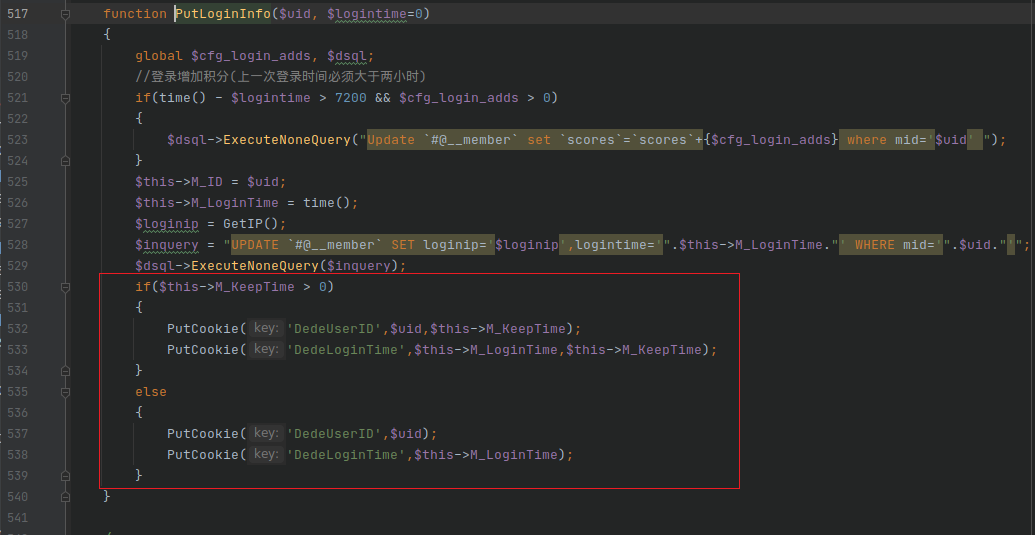 517 function PutLoginInfo($uid, $logintime=0)
518 {
519 global $cfg_login_adds, $dsql;
520 //登录增加积分(上一次登录时间必须大于两小时)
521 if(time() - $logintime > 7200 && $cfg_login_adds > 0)
522 {
523 $dsql->ExecuteNoneQuery("Update `#@__member` set `scores`=`scores`+{$cfg_login_adds} where mid='$uid' ");
524 }
525 $this->M_ID = $uid;
526 $this->M_LoginTime = time();
527 $loginip = GetIP();
528 $inquery = "UPDATE `#@__member` SET loginip='$loginip',logintime='".$this->M_LoginTime."' WHERE mid='".$uid."'";
529 $dsql->ExecuteNoneQuery($inquery);
530 if($this->M_KeepTime > 0)
531 {
532 PutCookie( key: 'DedeUserID',$uid,$this->M_KeepTime);
533 PutCookie( key: 'DedeLoginTime',$this->M_LoginTime,$this->M_KeepTime);
534 }
535 else
536 {
537 PutCookie( key: 'DedeUserID',$uid);
538 PutCookie( key: 'DedeLoginTime',$this->M_LoginTime);
539 }
540 }
541